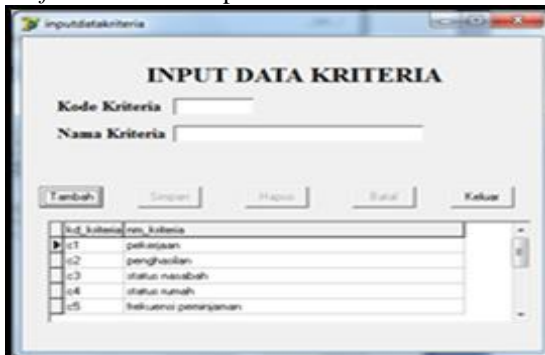 inputdatakriteria
INPUT DATA KRITERIA
Kode Kriteria
Nama Kriteria
Tambah Simpan Hapus Batal Keluar
kd_kriteria nm_kriteria
c1 pekerjaan
c2 penghasilan
c3 status nasabah
c4 status rumah
c5 frekuensi peminjaman